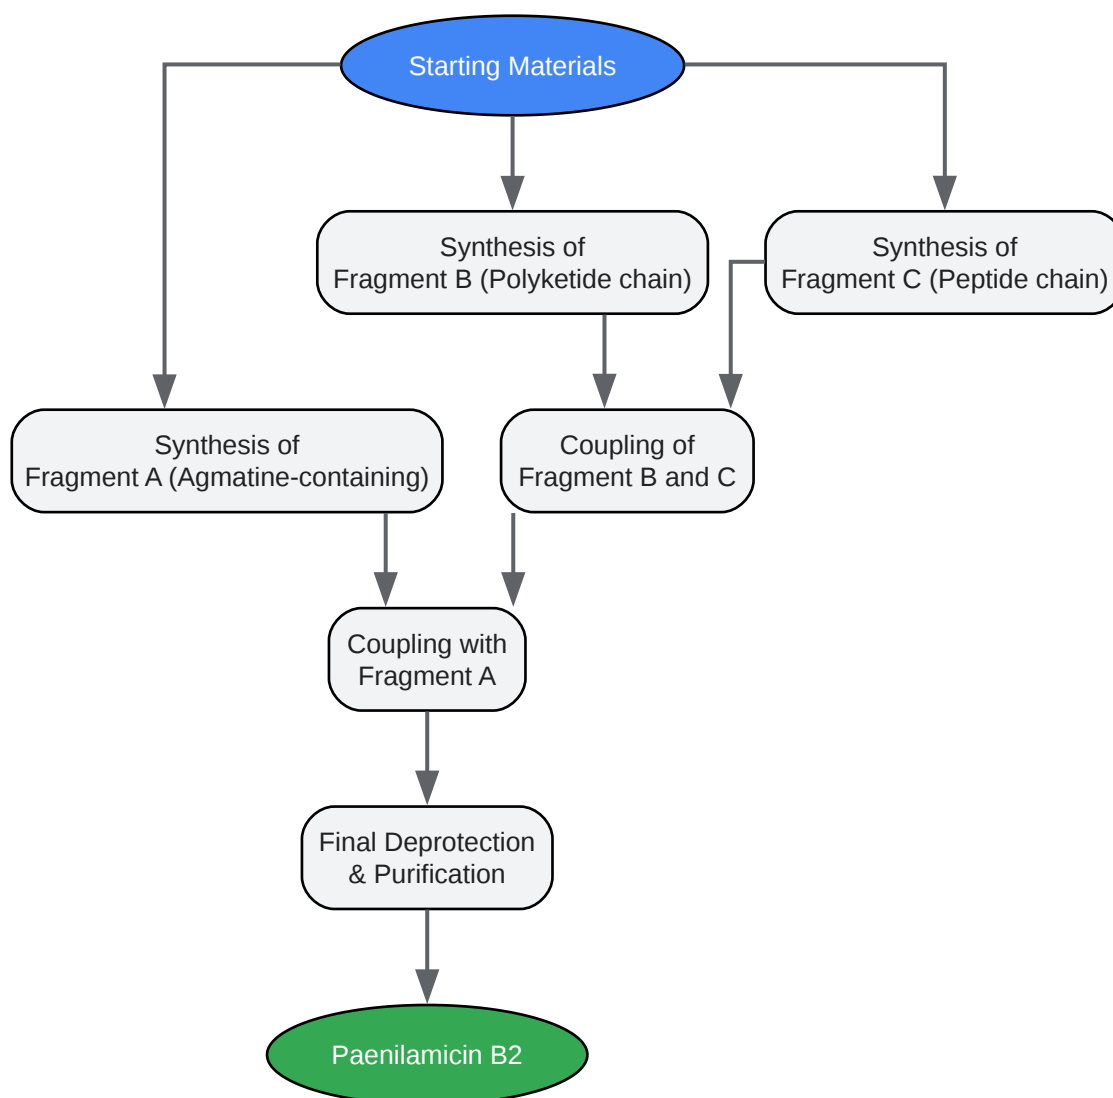 Starting Materials
Synthesis of
Fragment B (Polyketide chain)
Synthesis of
Fragment C (Peptide chain)
Synthesis of
Fragment A (Agmatine-containing)
Coupling of
Fragment B and C
Coupling with
Fragment A
Final Deprotection
& Purification
Paenilamicin B2